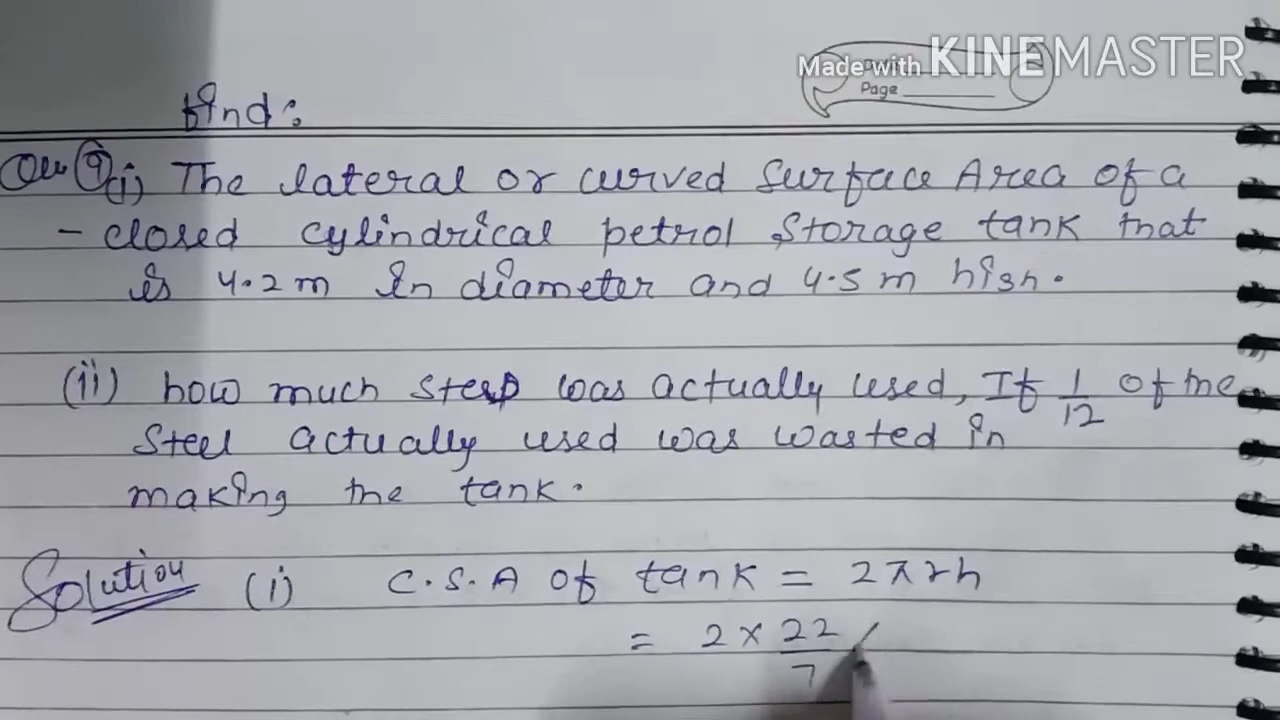 Made with KINEMASTER
Page
find:
Que 9 (i) The lateral or curved Surface Area of a
- closed cylindrical petrol storage tank that
is 4.2 m in diameter and 4.5 m high.
(ii) how much was actually used, If 1/12 of the
Steel actually used was wasted in
making the tank.
Solution (i) C.S.A of tank = 2πrh
= 2 × 22/7